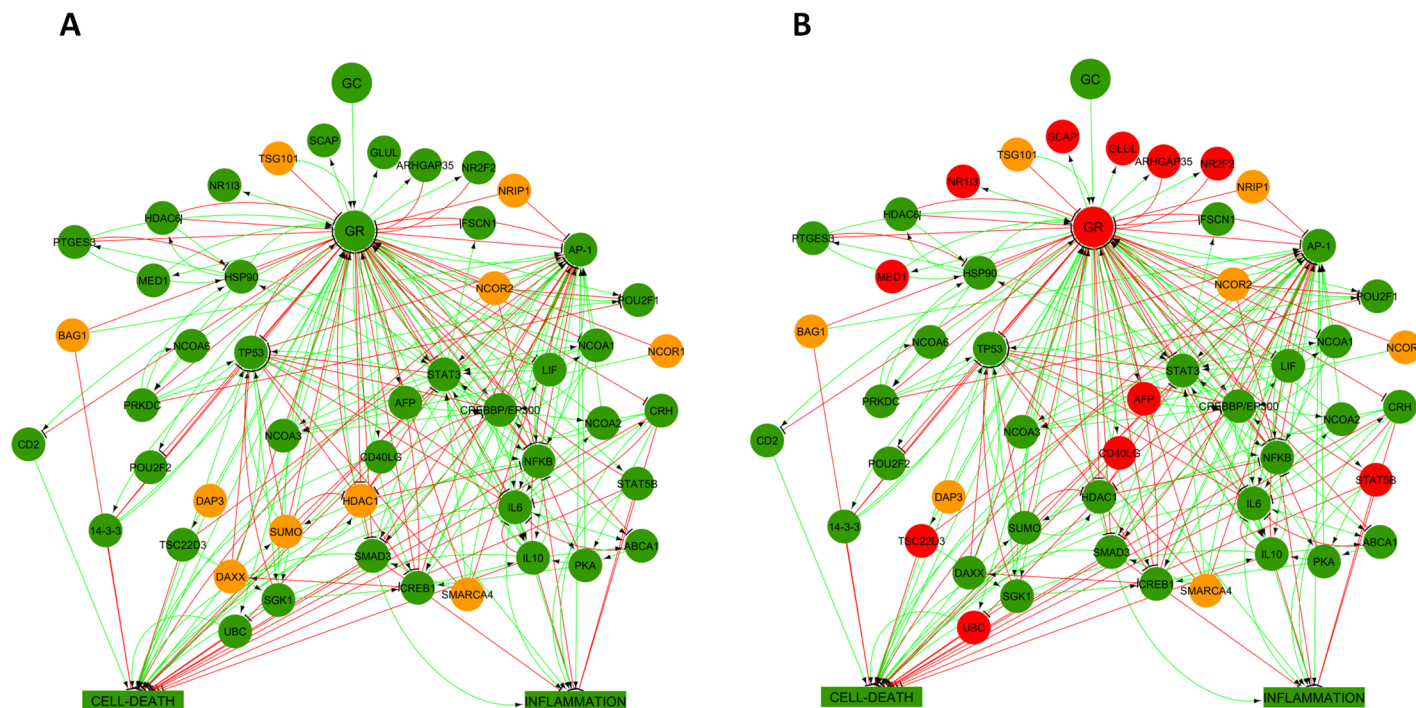 A
B
GC
SCAP
TSG101
GLUL
ARHGAP35
NR2F2
NR1I3
NRIP1
HDAC6
PTGES3
GR
FSCN1
AP-1
MED1
HSP90
NCOR2
POU2F1
BAG1
NCOA6
TP53
NCOA1
NCOR1
STAT3
LIF
PRKDC
AFP
CREBBP/EP300
CRH
NCOA2
CD2
NCOA3
CD40LG
NFKB
POU2F2
STAT5B
DAP3
HDAC1
IL6
14-3-3
SUMO
TSC22D3
SMAD3
IL10
ABCA1
PKA
DAXX
CREB1
SMARCA4
SGK1
UBC
CELL-DEATH
INFLAMMATION
GC
SCAP
TSG101
GLUL
ARHGAP35
NR2F2
NR1I3
NRIP1
HDAC6
PTGES3
GR
FSCN1
AP-1
MED1
HSP90
NCOR2
POU2F1
BAG1
NCOA6
TP53
NCOA1
NCOR
STAT3
LIF
PRKDC
AFP
CREBBP/EP300
CRH
NCOA2
CD2
NCOA3
CD40LG
NFKB
POU2F2
STAT5B
DAP3
HDAC1
IL6
14-3-3
SUMO
TSC22D3
SMAD3
IL10
ABCA1
PKA
DAXX
CREB1
SMARCA4
SGK1
UBC
CELL-DEATH
INFLAMMATION